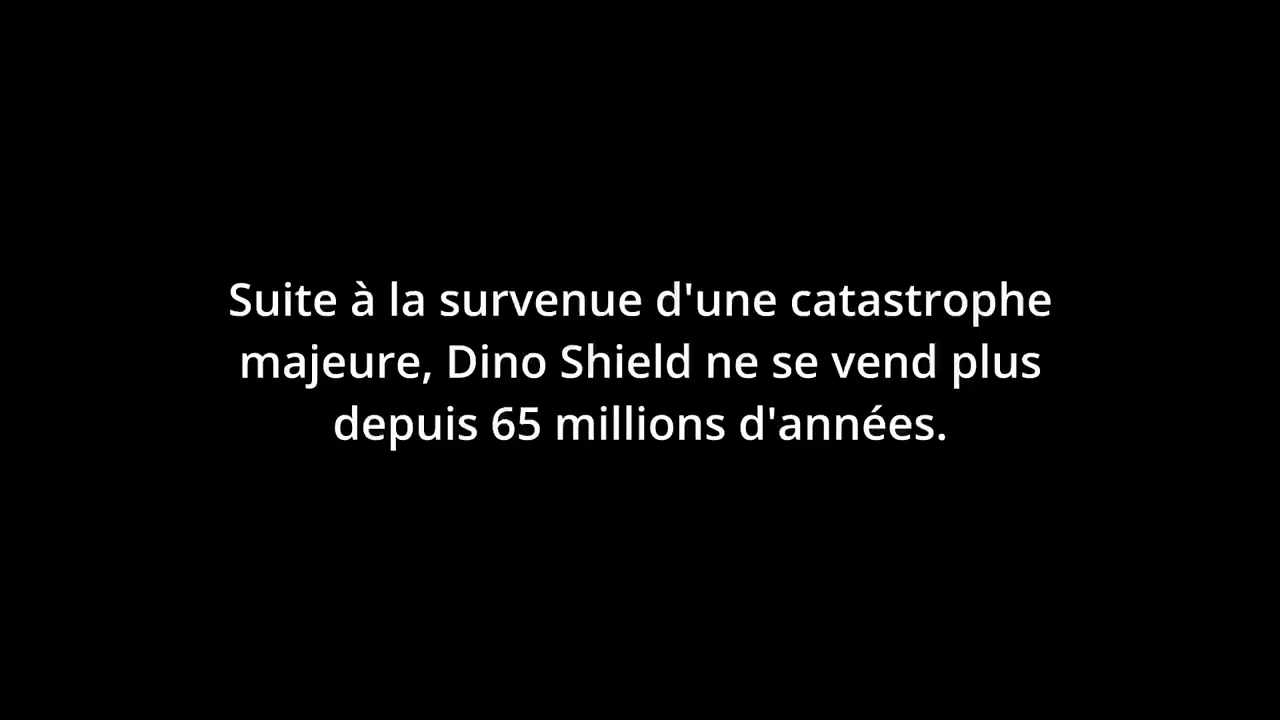 Suite à la survenue d'une catastrophe
majeure, Dino Shield ne se vend plus
depuis 65 millions d'années.